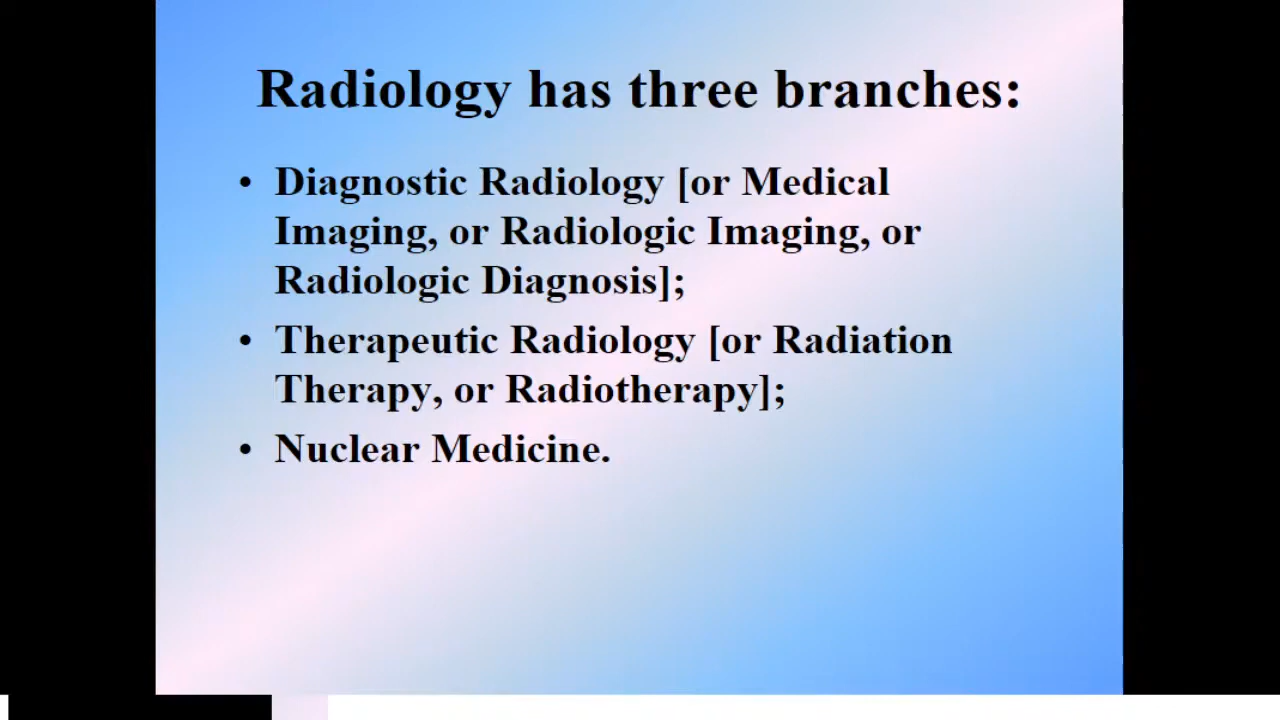 Radiology has three branches:
• Diagnostic Radiology [or Medical
Imaging, or Radiologic Imaging, or
Radiologic Diagnosis];
• Therapeutic Radiology [or Radiation
Therapy, or Radiotherapy];
• Nuclear Medicine.